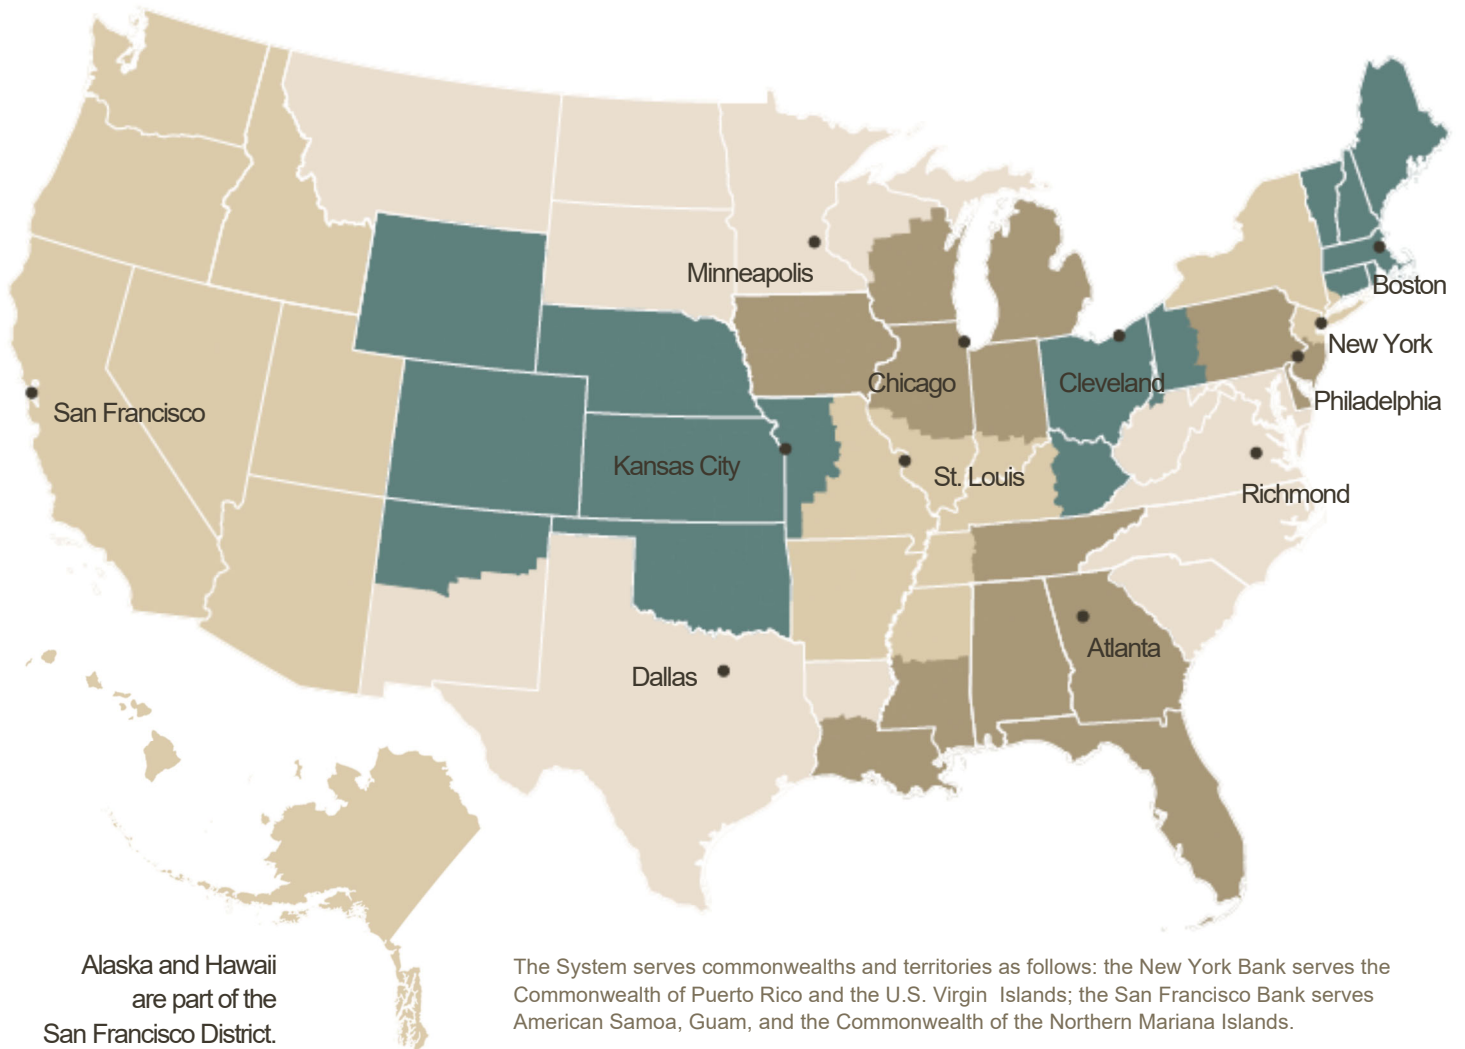 Minneapolis
Boston
New York
Chicago
Cleveland
Philadelphia
San Francisco
Kansas City
St. Louis
Richmond
Atlanta
Dallas
Alaska and Hawaii
are part of the
San Francisco District.
The System serves commonwealths and territories as follows: the New York Bank serves the
Commonwealth of Puerto Rico and the U.S. Virgin Islands; the San Francisco Bank serves
American Samoa, Guam, and the Commonwealth of the Northern Mariana Islands.